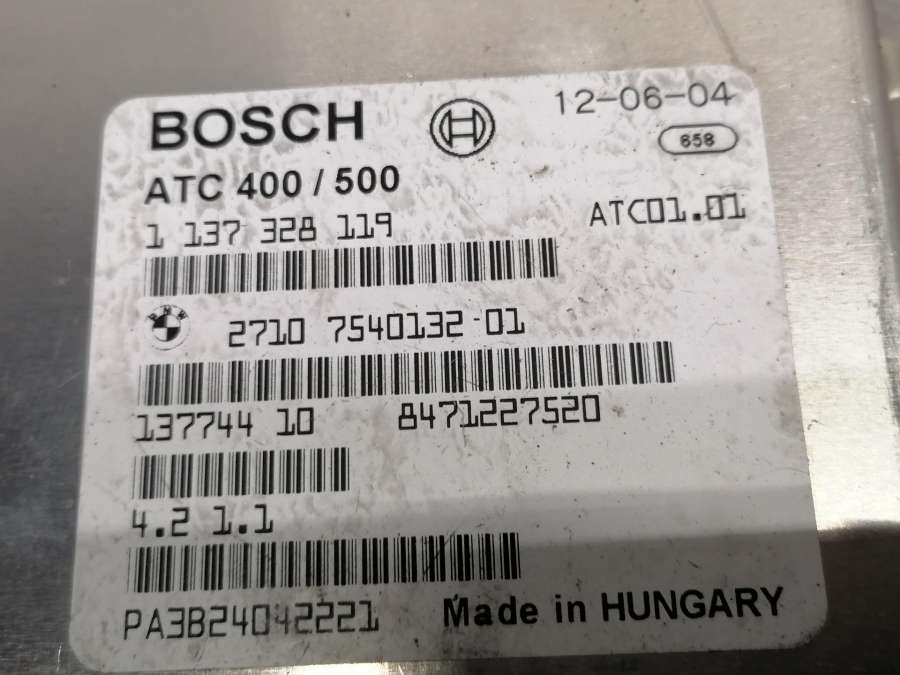 BOSCH
12-06-04
858
ATC 400 / 500
ATC01.01
1 137 328 119
BMW
2710 7540132-01
137744 10 8471227520
4.2 1.1
PA3B24042221
Made in HUNGARY